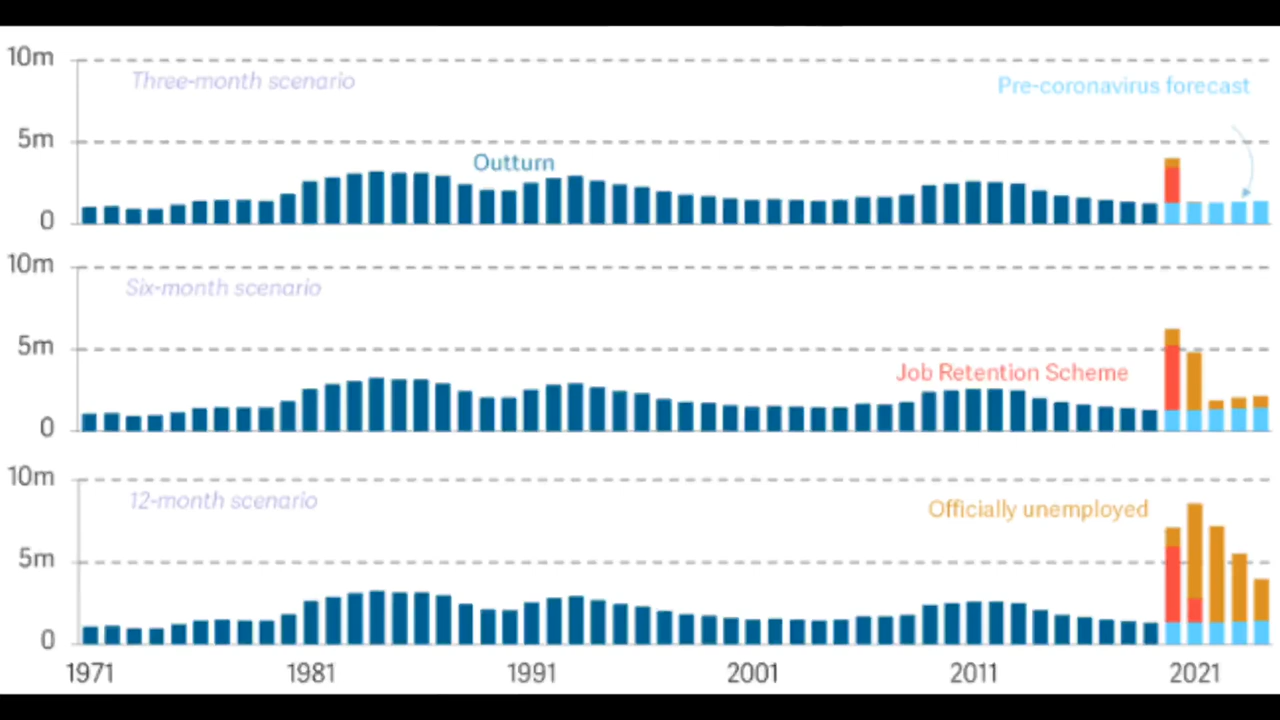 10m
Three-month scenario
Pre-coronavirus forecast
5m
Outturn
0
10m
Six-month scenario
5m
Job Retention Scheme
0
10m
12-month scenario
Officially unemployed
5m
0
1971 1981 1991 2001 2011 2021